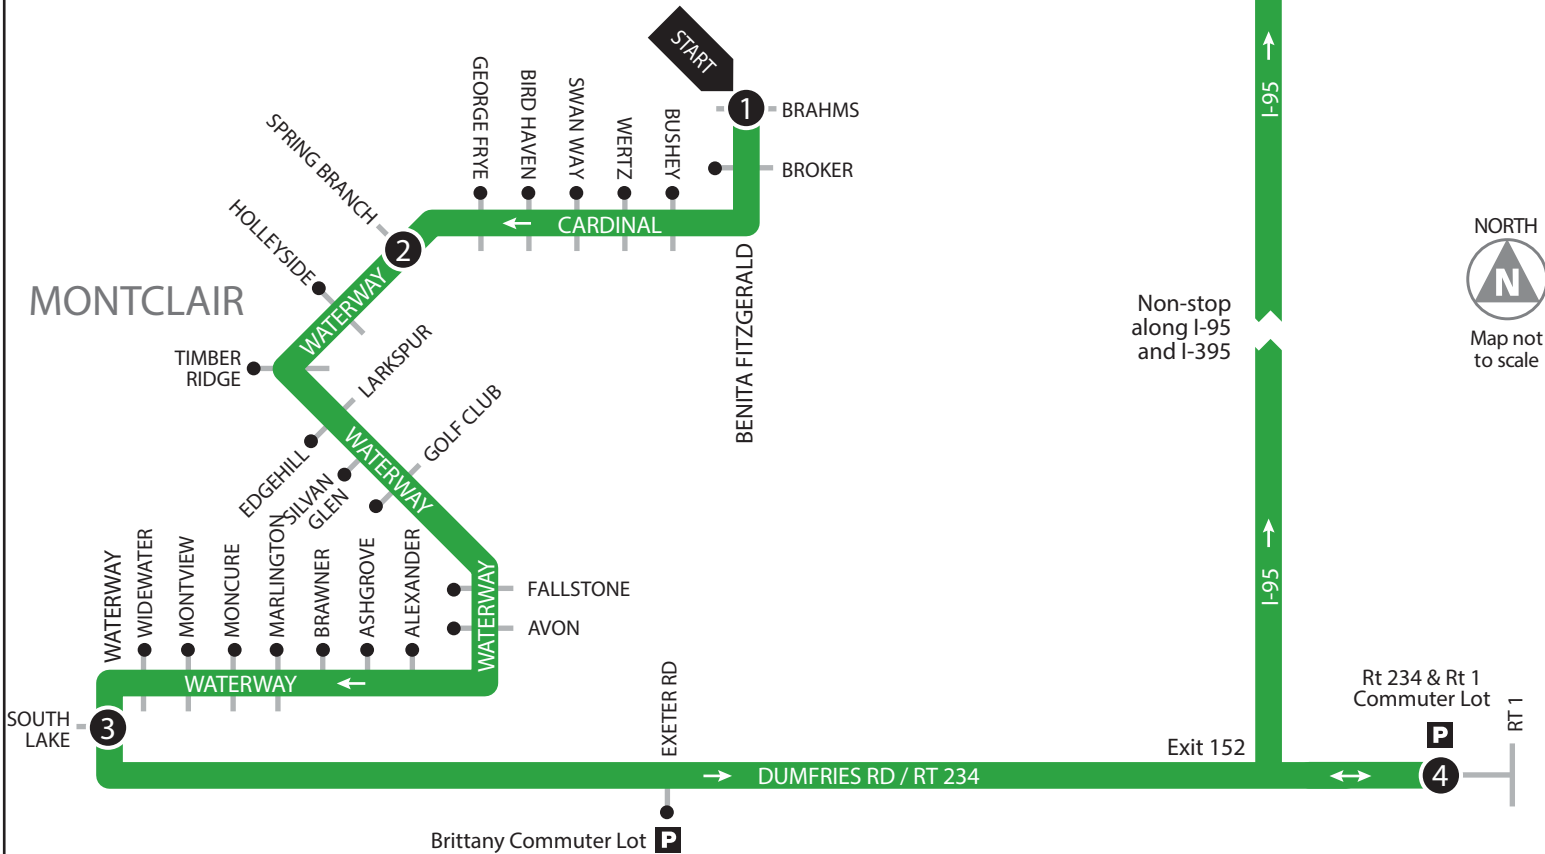 START
1
BRAHMS
BROKER
BUSHEY
WERTZ
SWAN WAY
BIRD HAVEN
GEORGE FRYE
CARDINAL
BENITA FITZGERALD
SPRING BRANCH
2
HOLLEYSIDE
WATERWAY
MONTCLAIR
TIMBER
RIDGE
LARKSPUR
EDGEHILL
WATERWAY
SILVAN
GLEN
GOLF CLUB
FALLSTONE
AVON
WATERWAY
ALEXANDER
ASHGROVE
BRAWNER
MARLINGTON
MONCURE
MONTVIEW
WIDEWATER
WATERWAY
WATERWAY
SOUTH
LAKE
3
EXETER RD
DUMFRIES RD / RT 234
Brittany Commuter Lot P
Exit 152
Rt 234 & Rt 1
Commuter Lot
P
4
RT 1
I-95
Non-stop
along I-95
and I-395
I-95
NORTH
N
Map not
to scale